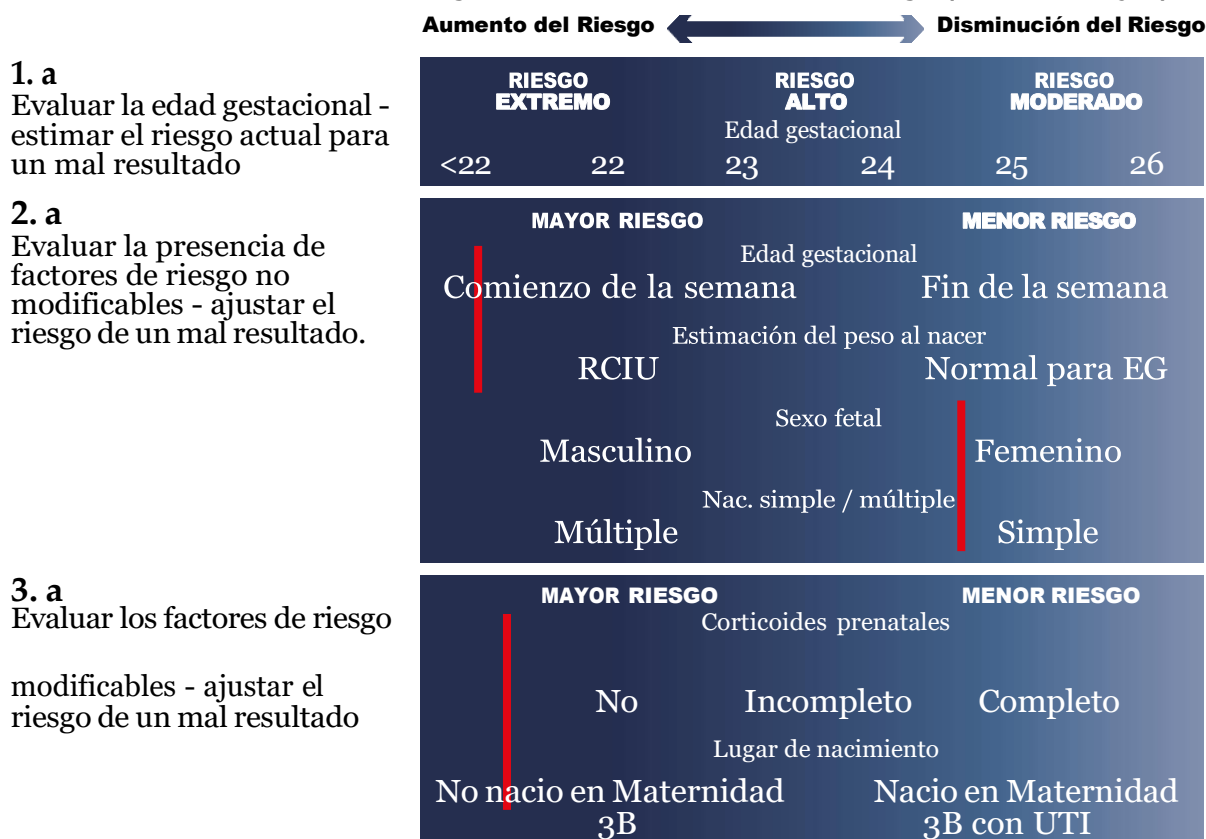 Aumento del Riesgo Disminución del Riesgo
1. a
Evaluar la edad gestacional -
estimar el riesgo actual para
un mal resultado
RIESGO RIESGO RIESGO
EXTREMO ALTO MODERADO
Edad gestacional
<22 22 23 24 25 26
2. a
Evaluar la presencia de
factores de riesgo no
modificables - ajustar el
riesgo de un mal resultado.
MAYOR RIESGO MENOR RIESGO
Edad gestacional
Comienzo de la semana Fin de la semana
Estimación del peso al nacer
RCIU Normal para EG
Sexo fetal
Masculino Femenino
Nac. simple / múltiple
Múltiple Simple
3. a
Evaluar los factores de riesgo
modificables - ajustar el
riesgo de un mal resultado
MAYOR RIESGO MENOR RIESGO
Corticoides prenatales
No Incompleto Completo
Lugar de nacimiento
No nacio en Maternidad Nacio en Maternidad
3B 3B con UTI